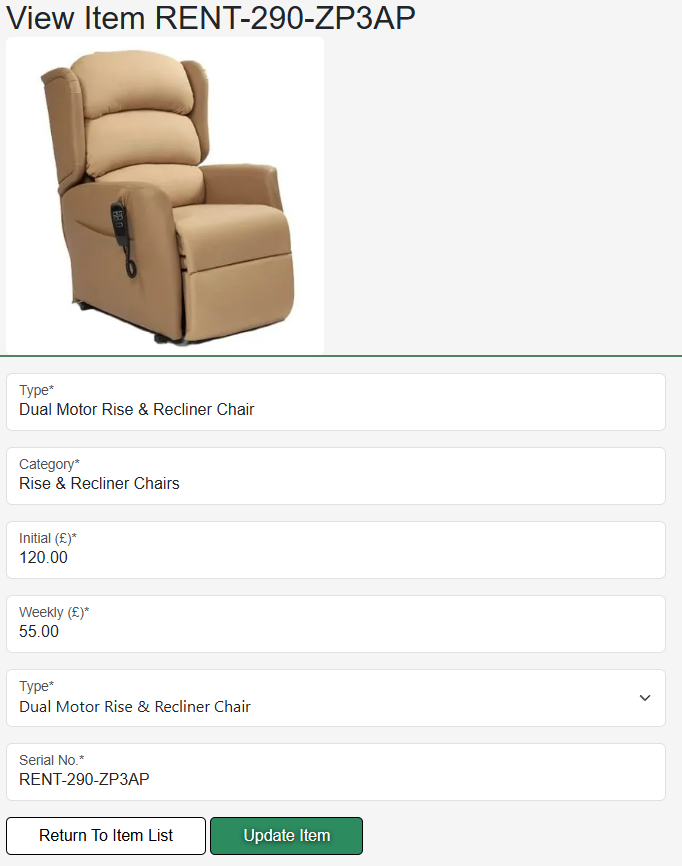 View Item RENT-290-ZP3AP
Type*
Dual Motor Rise & Recliner Chair
Category*
Rise & Recliner Chairs
Initial (£)*
120.00
Weekly (£)*
55.00
Type*
Dual Motor Rise & Recliner Chair
Serial No.*
RENT-290-ZP3AP
Return To Item List
Update Item